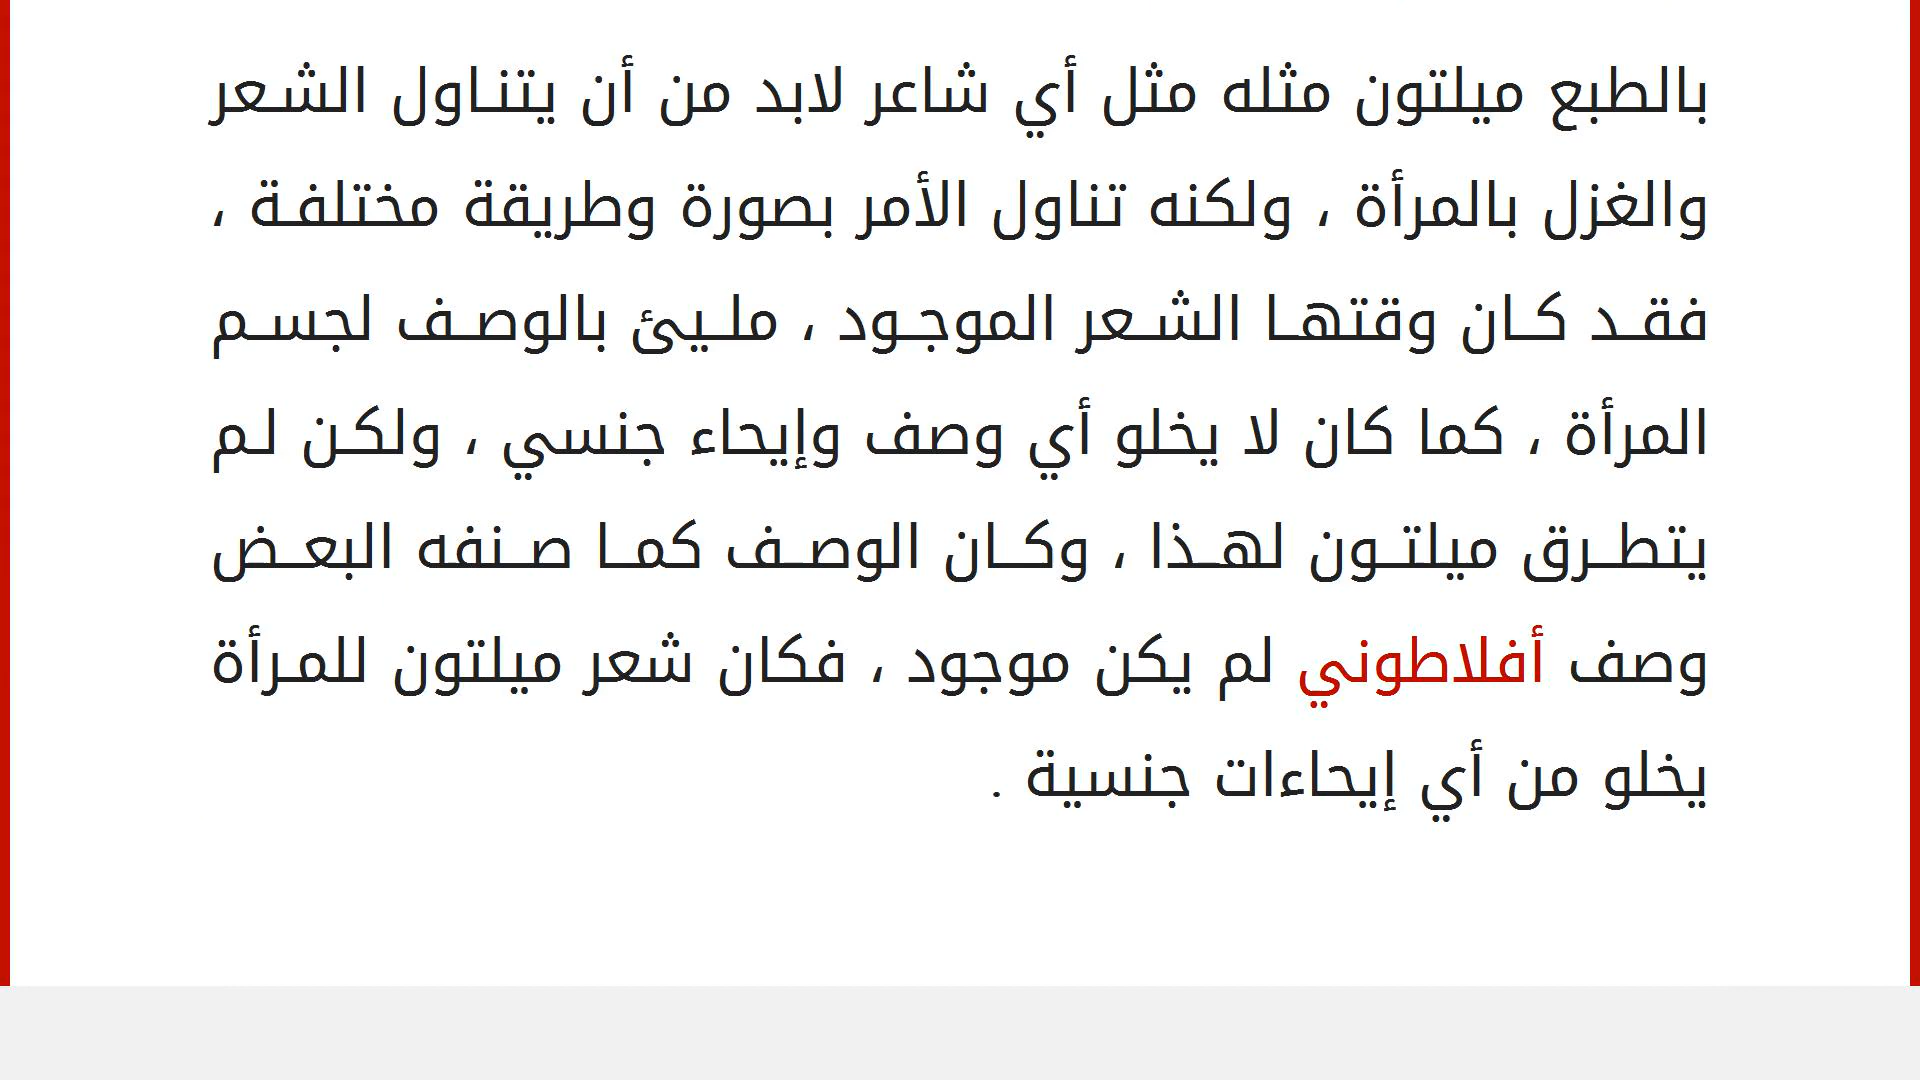 بالطبع ميلتون مثله مثل أي شاعر لابد من أن يتناول الشعر
والغزل بالمرأة ، ولكنه تناول الأمر بصورة وطريقة مختلفة ،
فقد كان وقتها الشعر الموجود ، مليئ بالوصف لجسم
المرأة ، كما كان لا يخلو أي وصف وإيحاء جنسي ، ولكن لم
يتطرق ميلتون لهذا ، وكان الوصف كما صنفه البعض
وصف أفلاطوني لم يكن موجود ، فكان شعر ميلتون للمرأة
يخلو من أي إيحاءات جنسية .